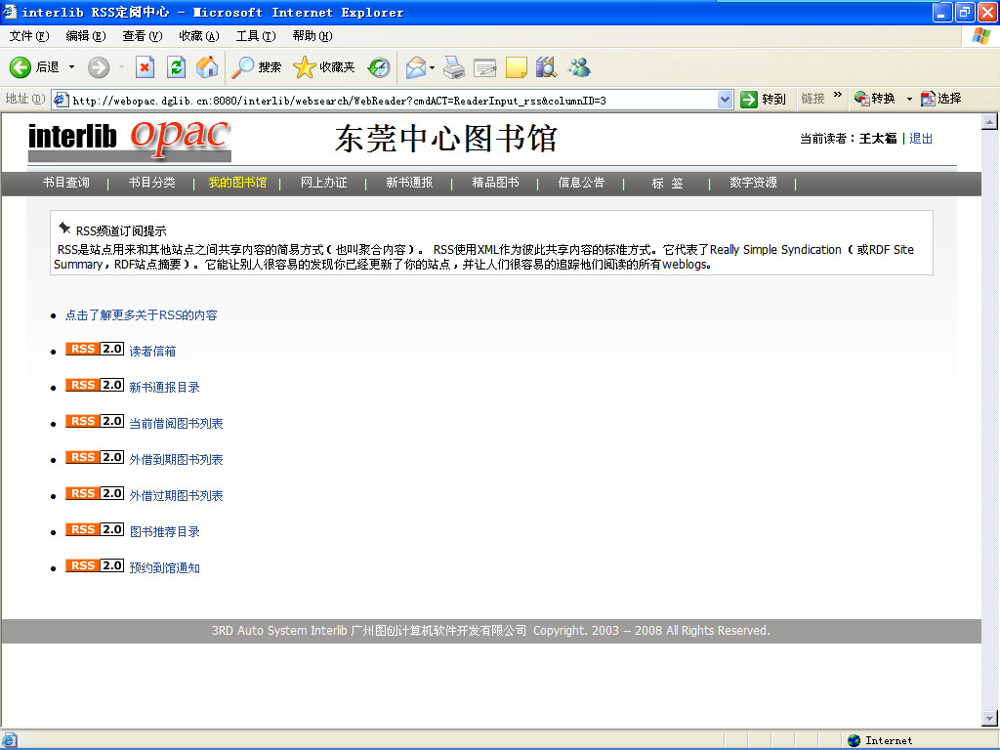 interlib RSS定阅中心 - Microsoft Internet Explorer
文件(F) 编辑(E) 查看(V) 收藏(A) 工具(T) 帮助(H)
后退 搜索 收藏夹
地址(D) http://webopac.dglib.cn:8080/interlib/websearch/WebReader?cmdACT=ReaderInput_rss&columnID=3 转到 链接 » 转换 选择
interlib opac 东莞中心图书馆 当前读者：王太福 | 退出
书目查询 | 书目分类 | 我的图书馆 | 网上办证 | 新书通报 | 精品图书 | 信息公告 | 标 签 | 数字资源 |
RSS频道订阅提示
RSS是站点用来和其他站点之间共享内容的简易方式（也叫聚合内容）。 RSS使用XML作为彼此共享内容的标准方式。它代表了Really Simple Syndication （或RDF Site
Summary，RDF站点摘要）。它能让别人很容易的发现你已经更新了你的站点，并让人们很容易的追踪他们阅读的所有weblogs。
• 点击了解更多关于RSS的内容
• RSS 2.0 读者信箱
• RSS 2.0 新书通报目录
• RSS 2.0 当前借阅图书列表
• RSS 2.0 外借到期图书列表
• RSS 2.0 外借过期图书列表
• RSS 2.0 图书推荐目录
• RSS 2.0 预约到馆通知
3RD Auto System Interlib 广州图创计算机软件开发有限公司 Copyright. 2003 -- 2008 All Rights Reserved.
Internet